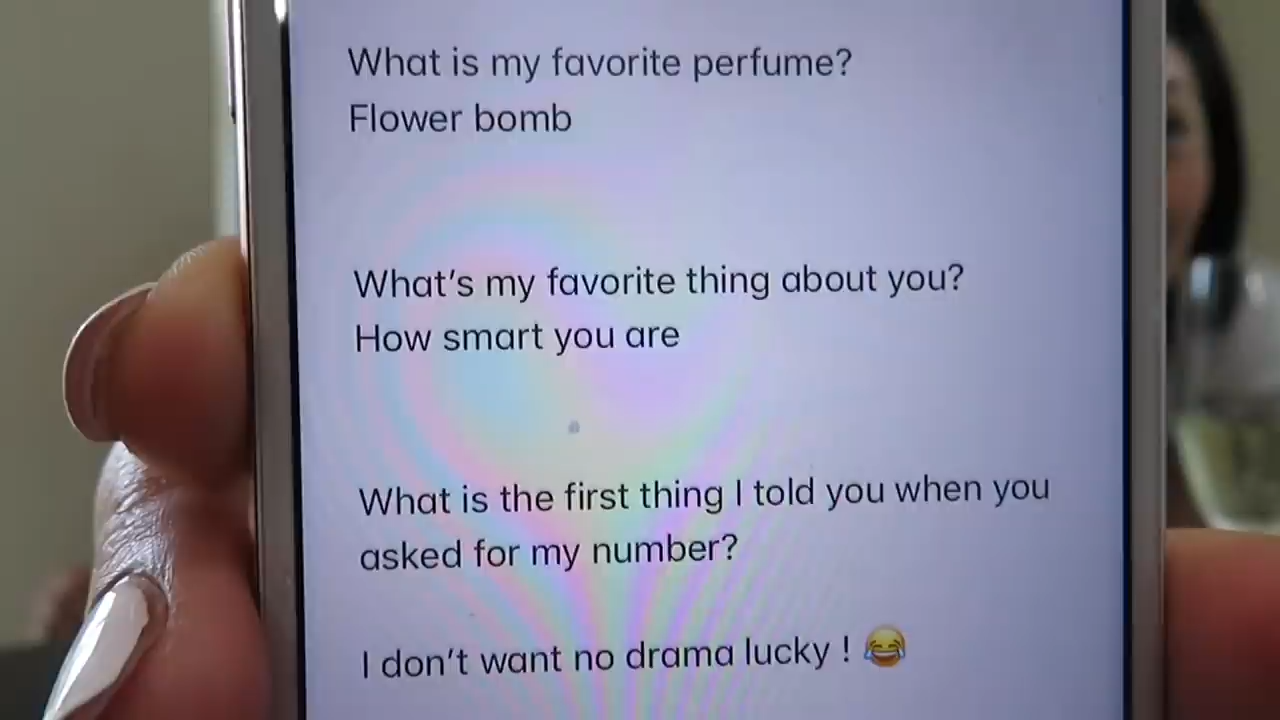 What is my favorite perfume?
Flower bomb
What's my favorite thing about you?
How smart you are
What is the first thing I told you when you
asked for my number?
I don't want no drama lucky ! 😂